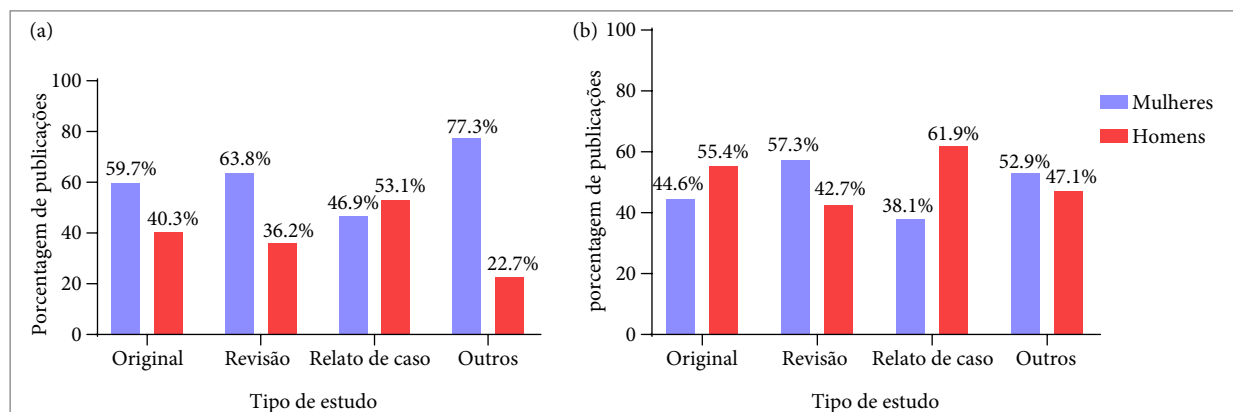 (a)
Porcentagem de publicações
100
80
60
40
20
0
59.7%
40.3%
63.8%
36.2%
46.9%
53.1%
77.3%
22.7%
Original
Revisão
Relato de caso
Outros
Tipo de estudo
(b)
porcentagem de publicações
100
80
60
40
20
0
44.6%
55.4%
57.3%
42.7%
38.1%
61.9%
52.9%
47.1%
Original
Revisão
Relato de caso
Outros
Tipo de estudo
Mulheres
Homens